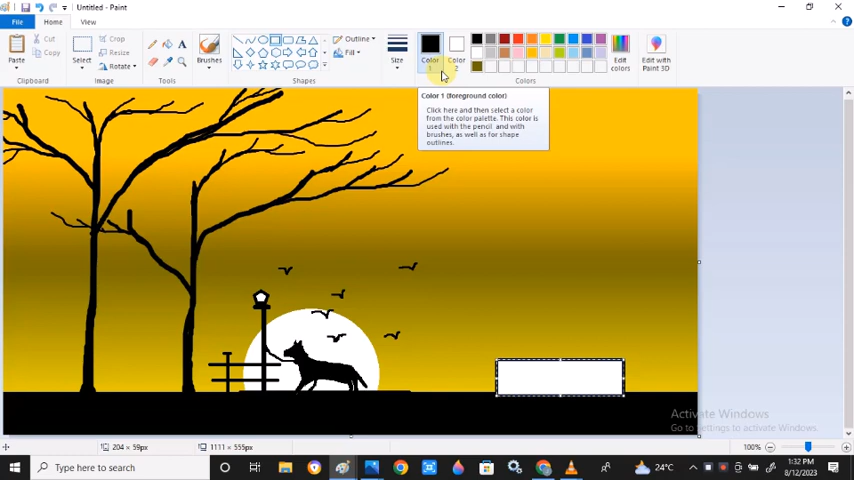 Untitled - Paint
File
Home
View
Paste
Cut
Copy
Clipboard
Select
Crop
Resize
Rotate
Image
Tools
Brushes
Shapes
Outline
Fill
Size
Color
1
Color
2
Edit
colors
Colors
Edit with
Paint 3D
Color 1 (foreground color)
Click here and then select a color
from the color palette. This color is
used with the pencil and with
brushes, as well as for shape
outlines.
Activate Windows
Go to Settings to activate Windows.
204 × 59px
1111 × 555px
100%
Type here to search
24°C
1:32 PM
8/12/2023